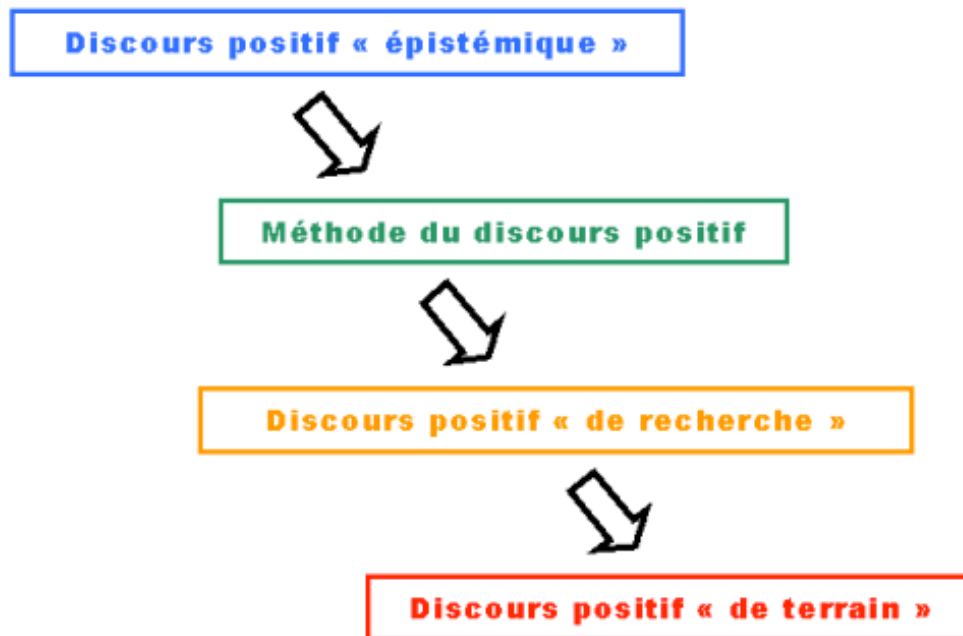 Discours positif « épistémique »
Méthode du discours positif
Discours positif « de recherche »
Discours positif « de terrain »